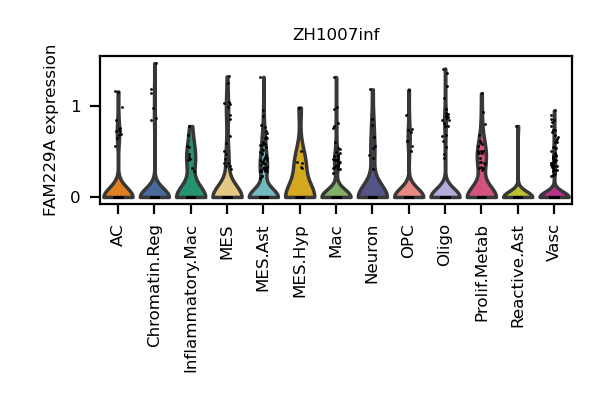 ZH1007inf
FAM229A expression
1
0
AC
Chromatin.Reg
Inflammatory.Mac
MES
MES.Ast
MES.Hyp
Mac
Neuron
OPC
Oligo
Prolif.Metab
Reactive.Ast
Vasc